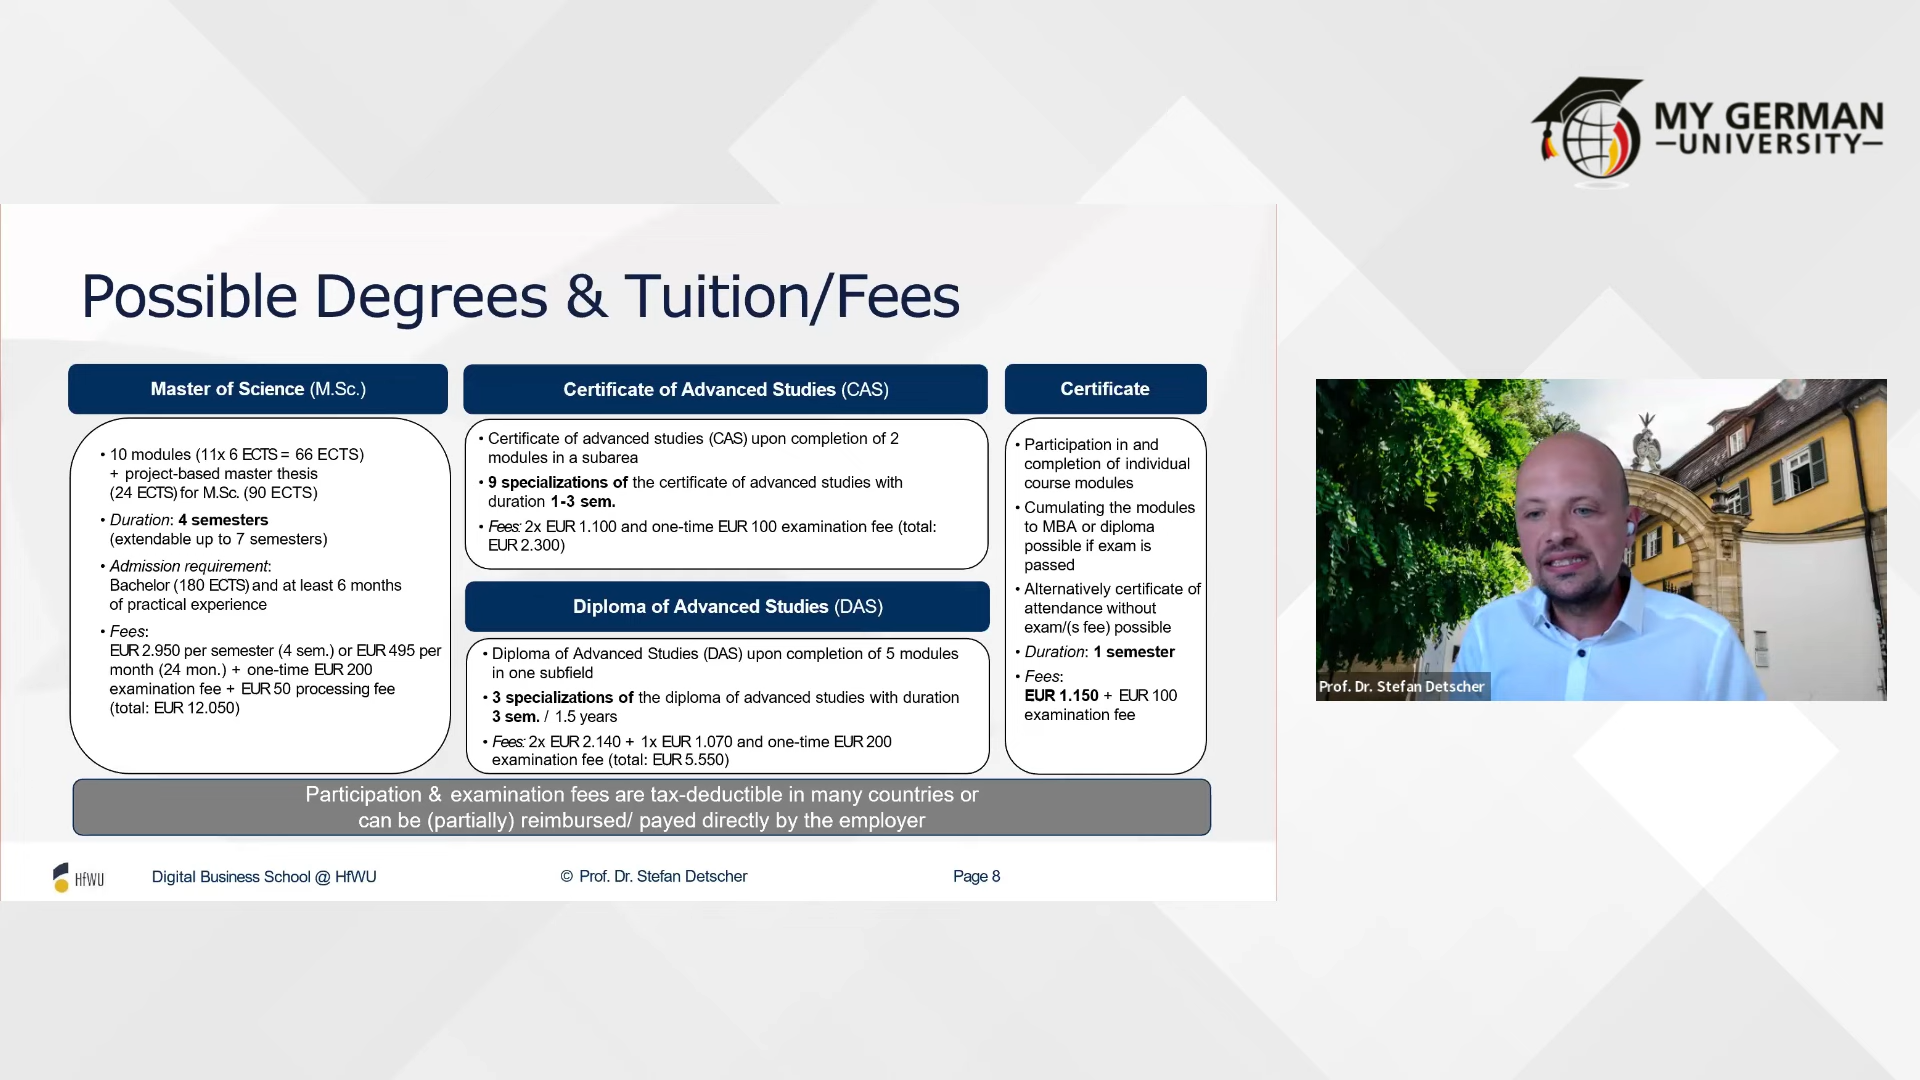 MY GERMAN
UNIVERSITY
Possible Degrees & Tuition/Fees
Master of Science (M.Sc.)
• 10 modules (11x 6 ECTS = 66 ECTS)
+ project-based master thesis
(24 ECTS) for M.Sc. (90 ECTS)
• Duration: 4 semesters
(extendable up to 7 semesters)
• Admission requirement:
Bachelor (180 ECTS) and at least 6 months
of practical experience
• Fees:
EUR 2.950 per semester (4 sem.) or EUR 495 per
month (24 mon.) + one-time EUR 200
examination fee + EUR 50 processing fee
(total: EUR 12.050)
Certificate of Advanced Studies (CAS)
• Certificate of advanced studies (CAS) upon completion of 2
modules in a subarea
• 9 specializations of the certificate of advanced studies with
duration 1-3 sem.
• Fees: 2x EUR 1.100 and one-time EUR 100 examination fee (total:
EUR 2.300)
Diploma of Advanced Studies (DAS)
• Diploma of Advanced Studies (DAS) upon completion of 5 modules
in one subfield
• 3 specializations of the diploma of advanced studies with duration
3 sem. / 1.5 years
• Fees: 2x EUR 2.140 + 1x EUR 1.070 and one-time EUR 200
examination fee (total: EUR 5.550)
Certificate
• Participation in and
completion of individual
course modules
• Cumulating the modules
to MBA or diploma
possible if exam is
passed
• Alternatively certificate of
attendance without
exam/(s fee) possible
• Duration: 1 semester
• Fees:
EUR 1.150 + EUR 100
examination fee
Participation & examination fees are tax-deductible in many countries or
can be (partially) reimbursed/ payed directly by the employer
HfWU
Digital Business School @ HfWU
© Prof. Dr. Stefan Detscher
Page 8
Prof. Dr. Stefan Detscher